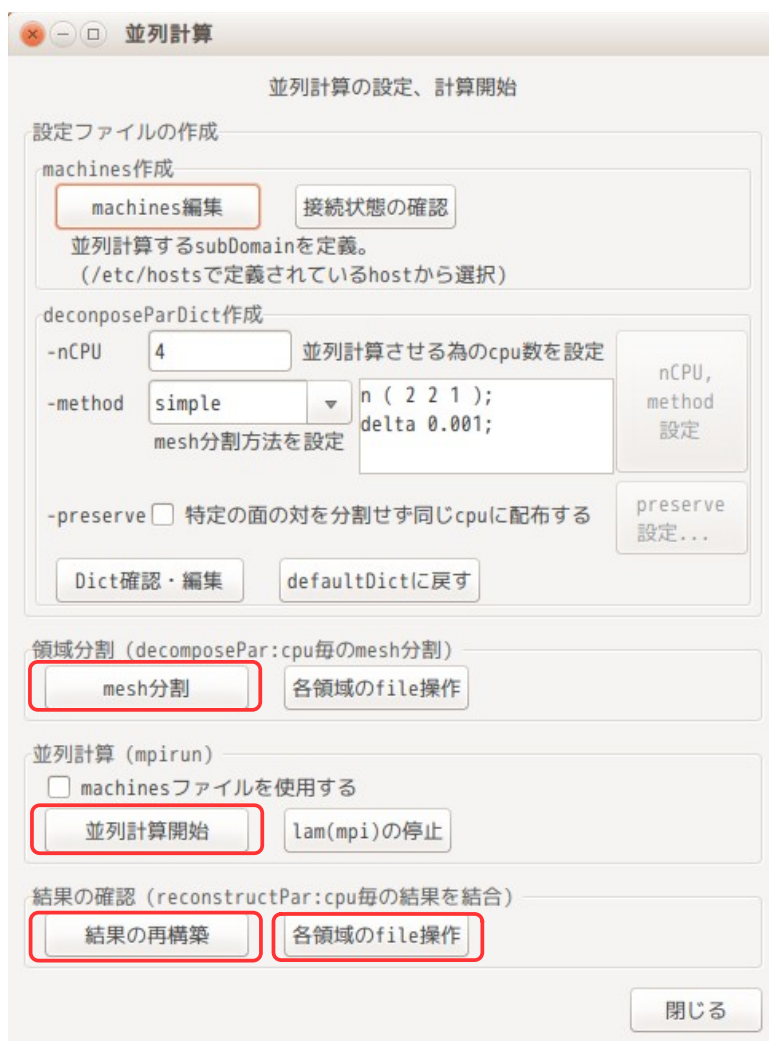 並列計算
並列計算の設定、計算開始
設定ファイルの作成
machines作成
machines編集 接続状態の確認
並列計算するsubDomainを定義。
(/etc/hostsで定義されているhostから選択)
deconposeParDict作成
-nCPU 4 並列計算させる為のcpu数を設定
-method simple
mesh分割方法を設定
n ( 2 2 1 );
delta 0.001;
nCPU,
method
設定
-preserve 特定の面の対を分割せず同じcpuに配布する
preserve
設定...
Dict確認・編集 defaultDictに戻す
領域分割 (decomposePar:cpu毎のmesh分割)
mesh分割 各領域のfile操作
並列計算 (mpirun)
machinesファイルを使用する
並列計算開始 lam(mpi)の停止
結果の確認 (reconstructPar:cpu毎の結果を結合)
結果の再構築 各領域のfile操作
閉じる